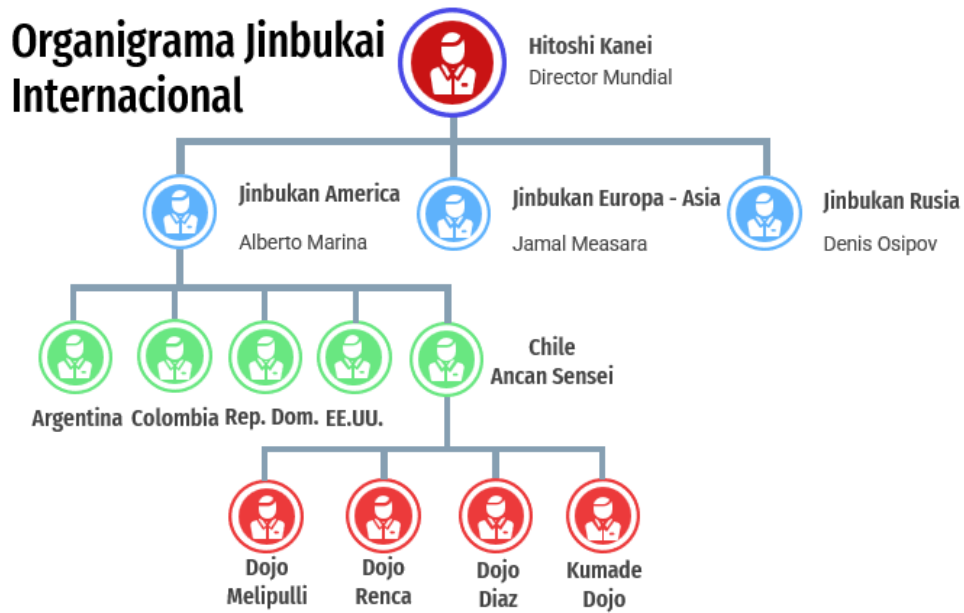 Organigrama Jinbukai
Internacional
Hitoshi Kanei
Director Mundial
Jinbukan America
Alberto Marina
Jinbukan Europa - Asia
Jamal Measara
Jinbukan Rusia
Denis Osipov
Argentina
Colombia
Rep. Dom.
EE.UU.
Chile
Ancan Sensei
Dojo
Melipulli
Dojo
Renca
Dojo
Diaz
Kumade
Dojo